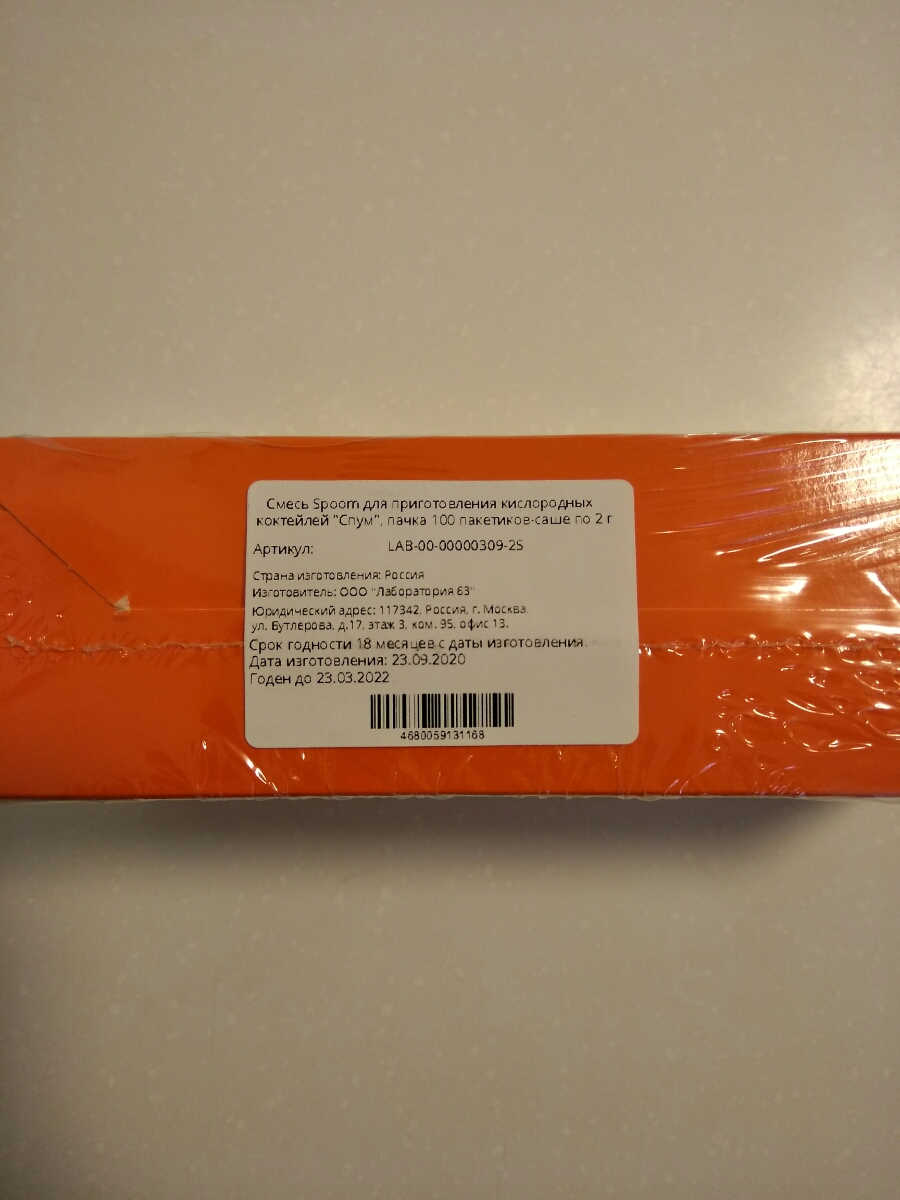 Смесь Spoom для приготовления кислородных
коктейлей "Спум", пачка 100 пакетиков-саше по 2 г
Артикул: LAB-00-00000309-2S
Страна изготовления: Россия
Изготовитель: ООО "Лаборатория 63"
Юридический адрес: 117342, Россия, г. Москва,
ул. Бутлерова, д.17, этаж 3, ком. 95, офис 13.
Срок годности 18 месяцев с даты изготовления.
Дата изготовления: 23.09.2020
Годен до 23.03.2022
4680059131168